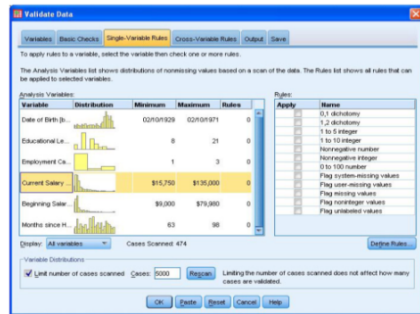 Validate Data
Variables Basic Checks Single-Variable Rules Cross-Variable Rules Output Save
To apply rules to a variable, select the variable then check one or more rules.
The Analysis Variables list shows distributions of nonmissing values based on a scan of the data. The Rules list shows all rules that can
be applied to selected variables.
Analysis Variables: Rules:
Variable Distribution Minimum Maximum Rules Apply Name
Date of Birth [b... 02/10/1929 02/10/1971 0
Educational Le... 8 21 0
Employment Ca... 1 3 0
Current Salary ... $15,750 $135,000 0
Beginning Salar... $9,000 $79,980 0
Months since H... 63 98 0
0,1 dichotomy
1,2 dichotomy
1 to 5 integer
1 to 10 integer
Nonnegative number
Nonnegative integer
0 to 100 number
Flag system-missing values
Flag user-missing values
Flag missing values
Flag noninteger values
Flag unlabeled values
Display: All variables Cases Scanned: 474 Define Rules...
Variable Distributions
Limit number of cases scanned Cases: 5000 Rescan Limiting the number of cases scanned does not affect how many
cases are validated.
OK Paste Reset Cancel Help